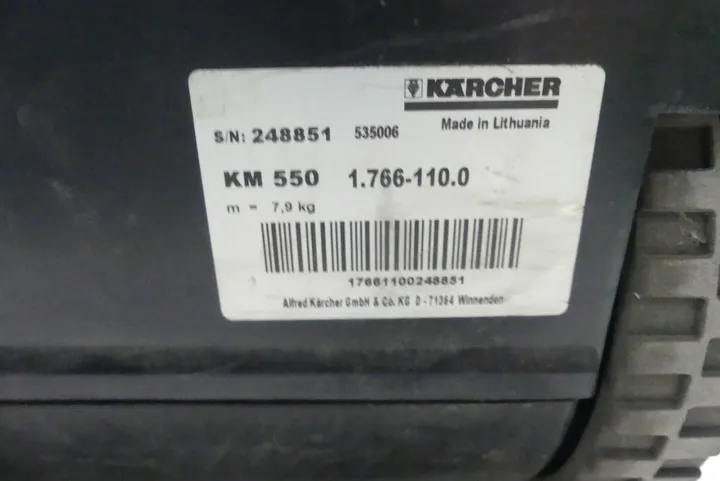 KÄRCHER
Made in Lithuania
S/N: 248851 535006
KM 550 1.766-110.0
m = 7,9 kg
17661100248851
Alfred Kärcher GmbH & Co. KG D - 71364 Winnenden